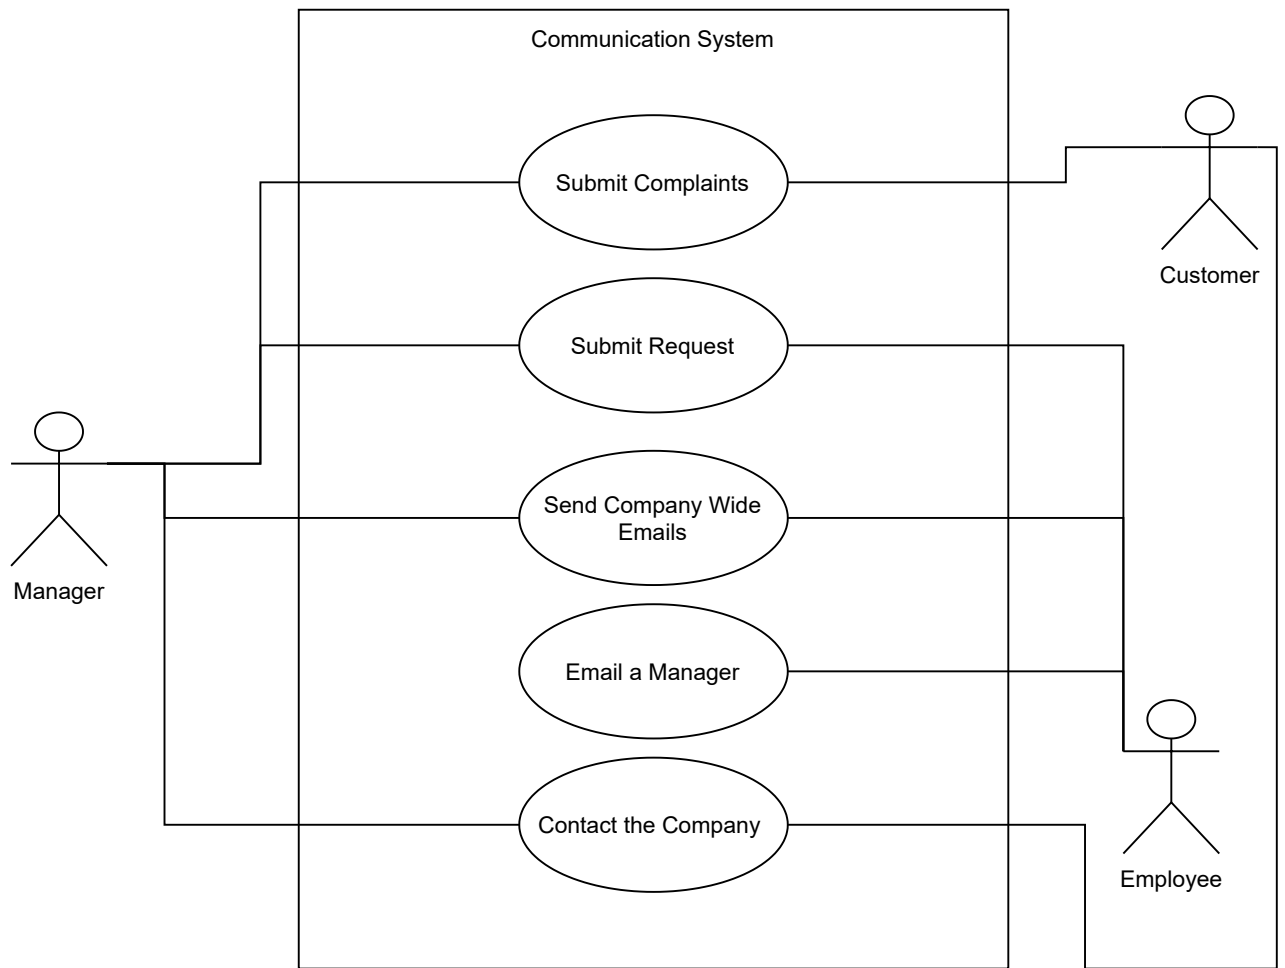 Communication System
Submit Complaints
Customer
Submit Request
Send Company Wide
Emails
Manager
Email a Manager
Contact the Company
Employee